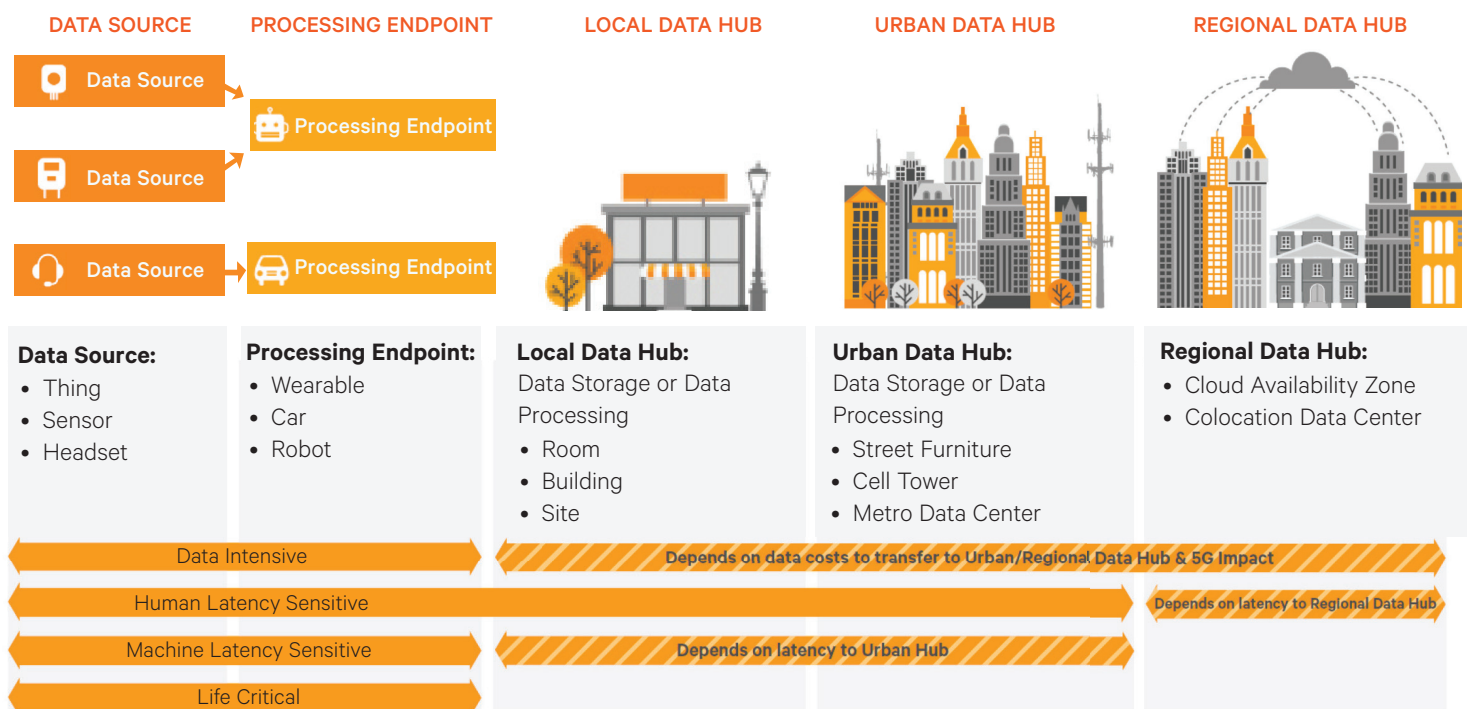 DATA SOURCE
PROCESSING ENDPOINT
LOCAL DATA HUB
URBAN DATA HUB
REGIONAL DATA HUB
Data Source
Processing Endpoint
Data Source
Data Source
Processing Endpoint
Data Source:
• Thing
• Sensor
• Headset
Processing Endpoint:
• Wearable
• Car
• Robot
Local Data Hub:
Data Storage or Data
Processing
• Room
• Building
• Site
Urban Data Hub:
Data Storage or Data
Processing
• Street Furniture
• Cell Tower
• Metro Data Center
Regional Data Hub:
• Cloud Availability Zone
• Colocation Data Center
Data Intensive
Depends on data costs to transfer to Urban/Regional Data Hub & 5G Impact
Human Latency Sensitive
Depends on latency to Regional Data Hub
Machine Latency Sensitive
Depends on latency to Urban Hub
Life Critical